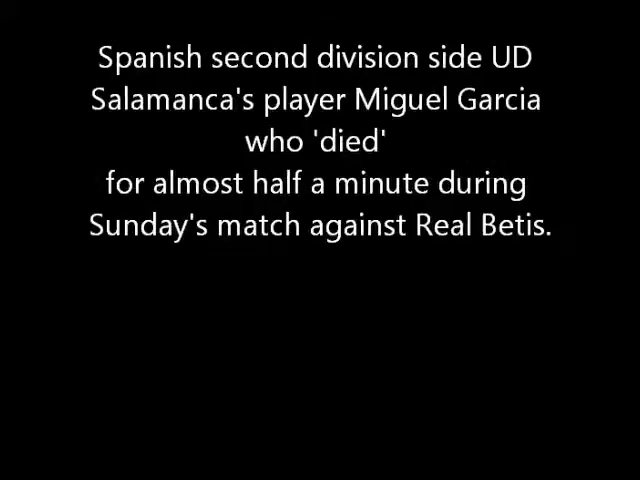 Spanish second division side UD
Salamanca's player Miguel Garcia
who 'died'
for almost half a minute during
Sunday's match against Real Betis.